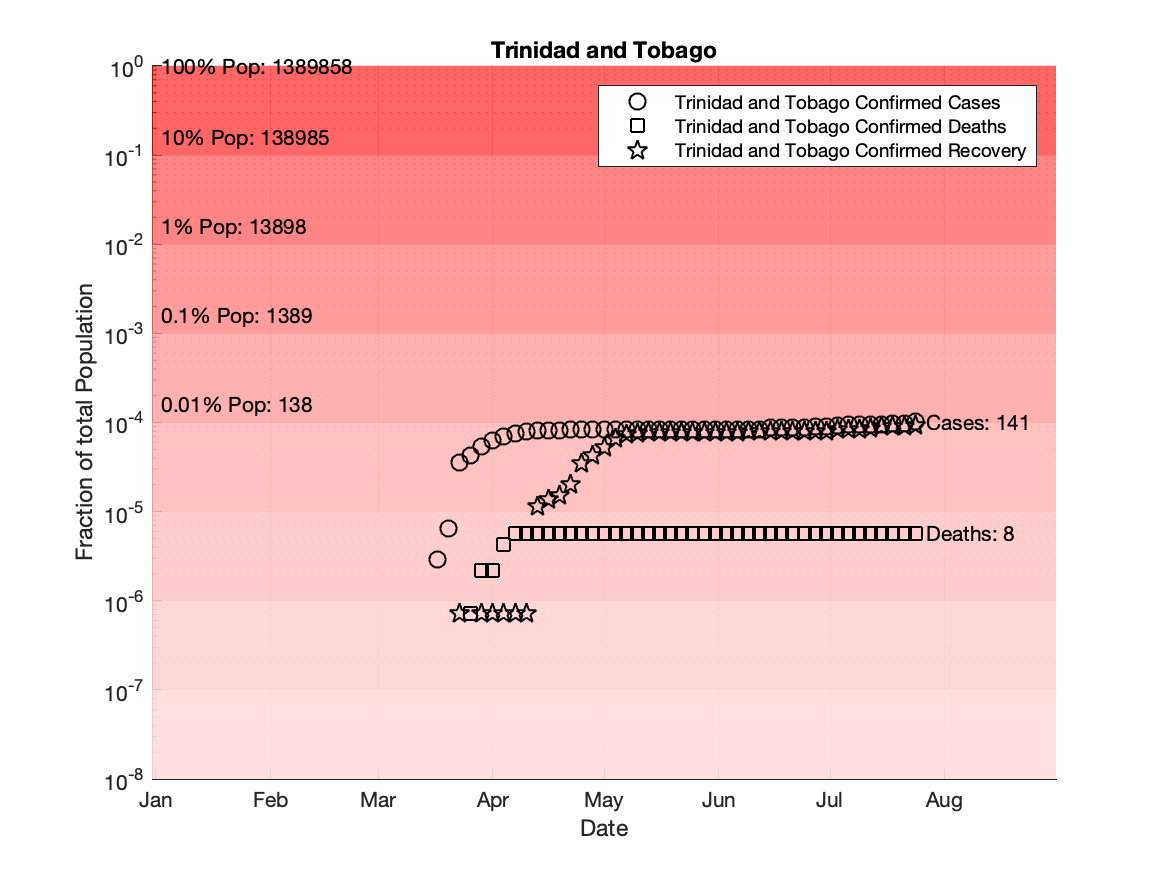 Trinidad and Tobago
10^0
100% Pop: 1389858
Trinidad and Tobago Confirmed Cases
Trinidad and Tobago Confirmed Deaths
Trinidad and Tobago Confirmed Recovery
10% Pop: 138985
10^-1
1% Pop: 13898
10^-2
0.1% Pop: 1389
10^-3
0.01% Pop: 138
10^-4
Cases: 141
10^-5
Deaths: 8
10^-6
10^-7
10^-8
Fraction of total Population
Jan Feb Mar Apr May Jun Jul Aug
Date